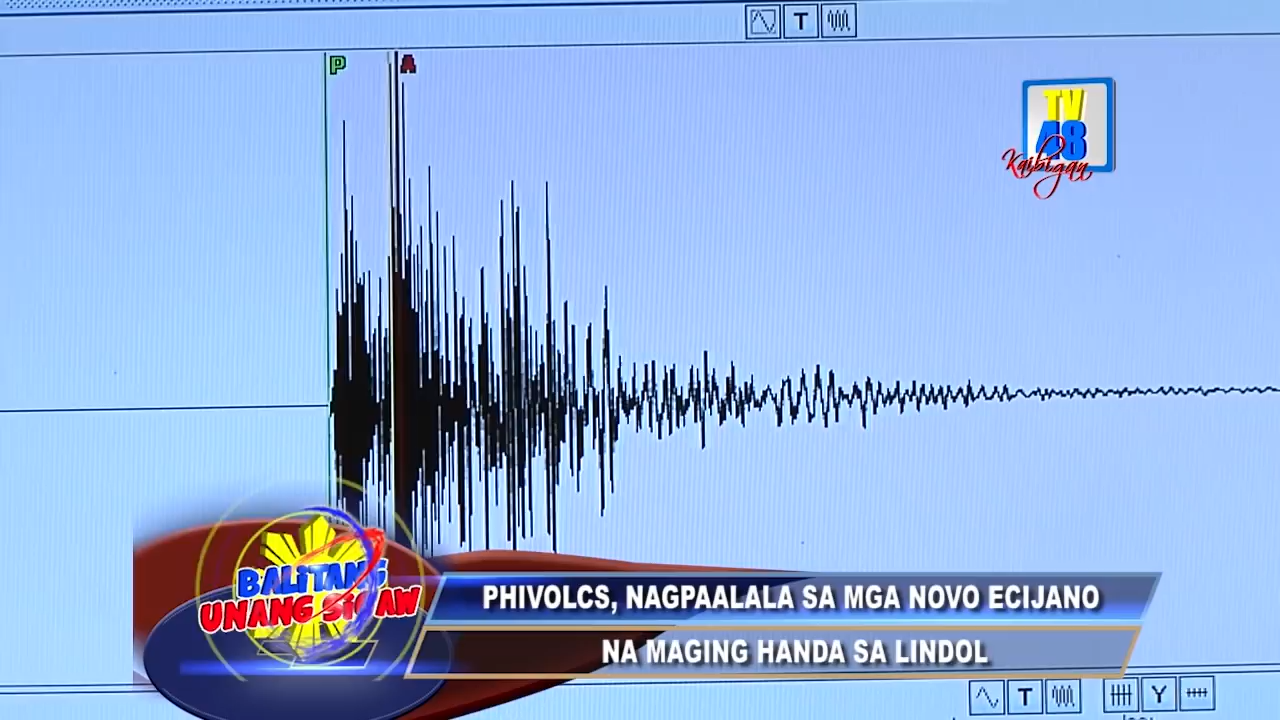 T
P
A
TV
48
Kaibigan
BALITANG
UNANG SIGAW
PHIVOLCS, NAGPAALALA SA MGA NOVO ECIJANO
NA MAGING HANDA SA LINDOL
T
Y